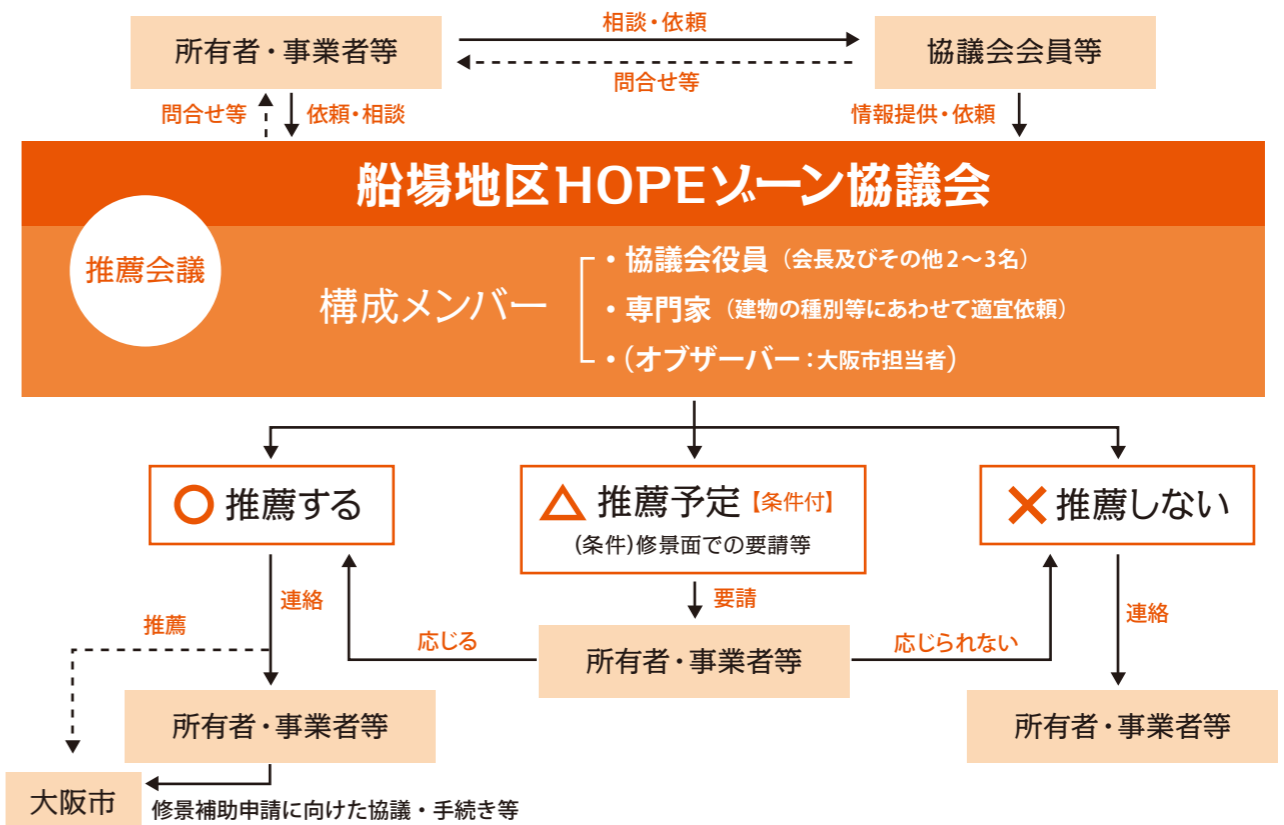 相談・依頼
所有者・事業者等
協議会会員等
問合せ等
問合せ等
依頼・相談
情報提供・依頼
船場地区HOPEゾーン協議会
推薦会議
構成メンバー
・協議会役員（会長及びその他2〜3名）
・専門家（建物の種別等にあわせて適宜依頼）
・（オブザーバー：大阪市担当者）
○ 推薦する
△ 推薦予定【条件付】
(条件)修景面での要請等
× 推薦しない
連絡
要請
連絡
推薦
応じる
所有者・事業者等
応じられない
所有者・事業者等
所有者・事業者等
大阪市
修景補助申請に向けた協議・手続き等